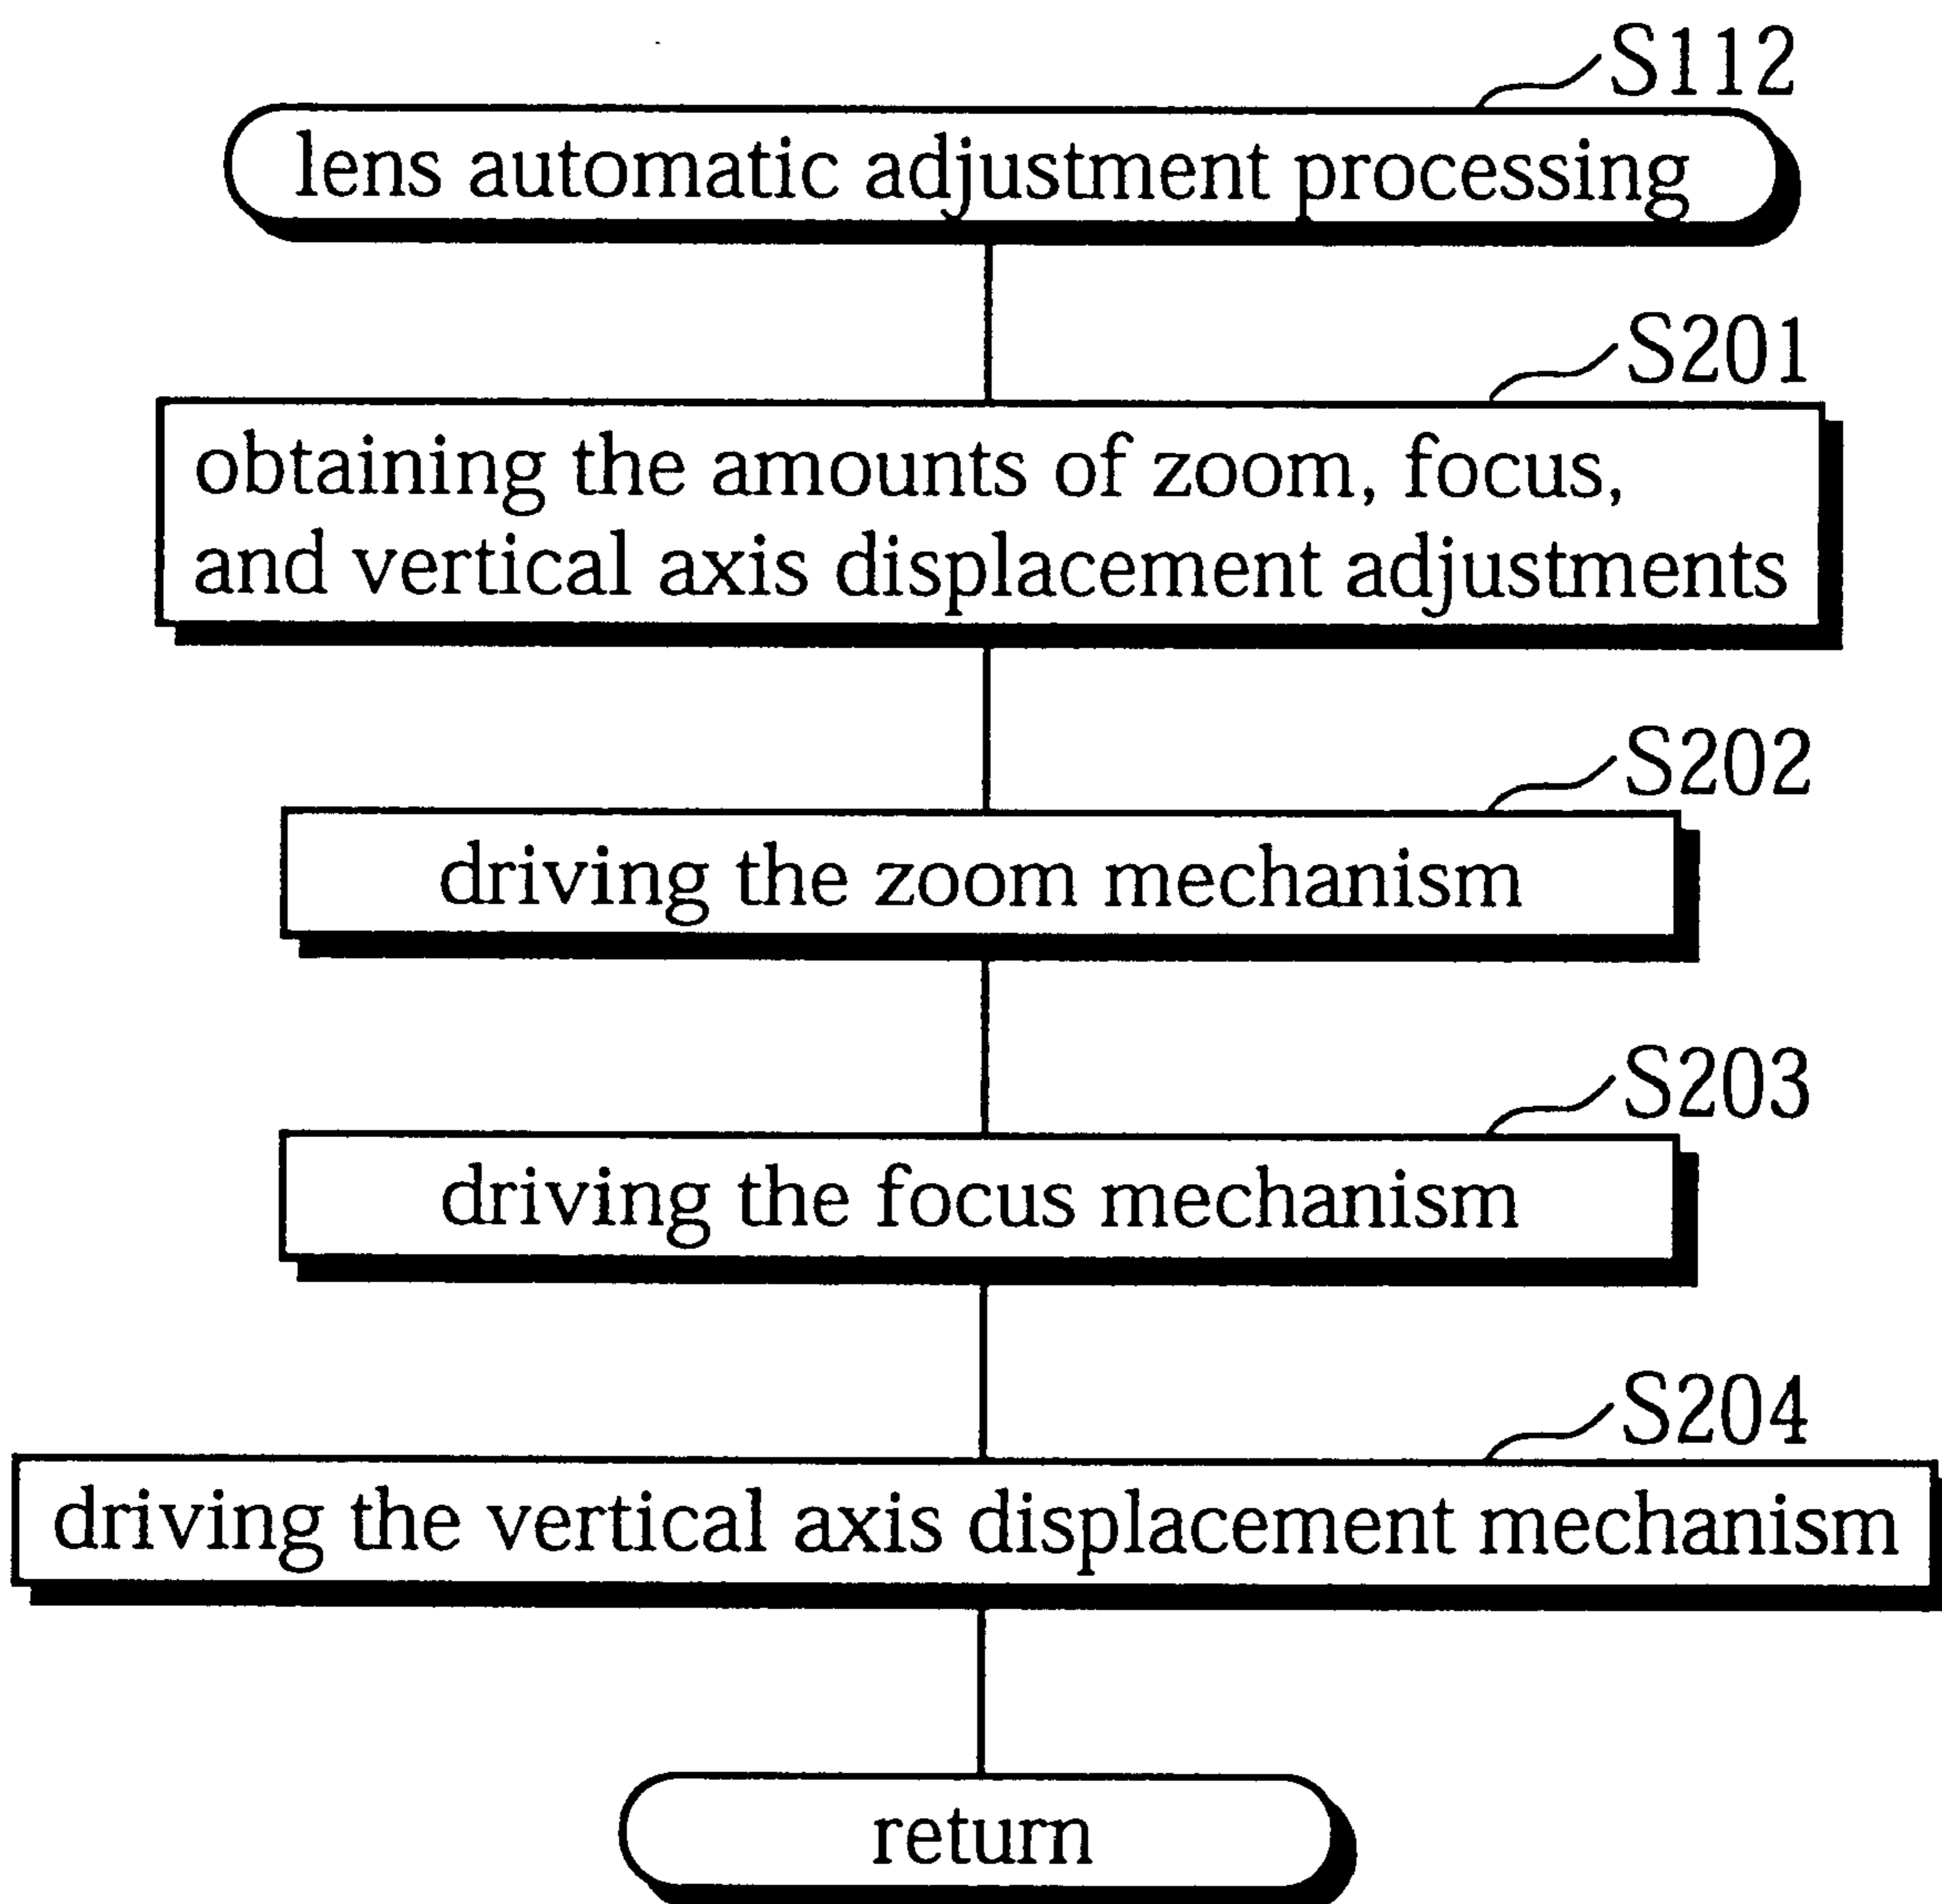 S112
lens automatic adjustment processing
S201
obtaining the amounts of zoom, focus,
and vertical axis displacement adjustments
S202
driving the zoom mechanism
S203
driving the focus mechanism
S204
driving the vertical axis displacement mechanism
return